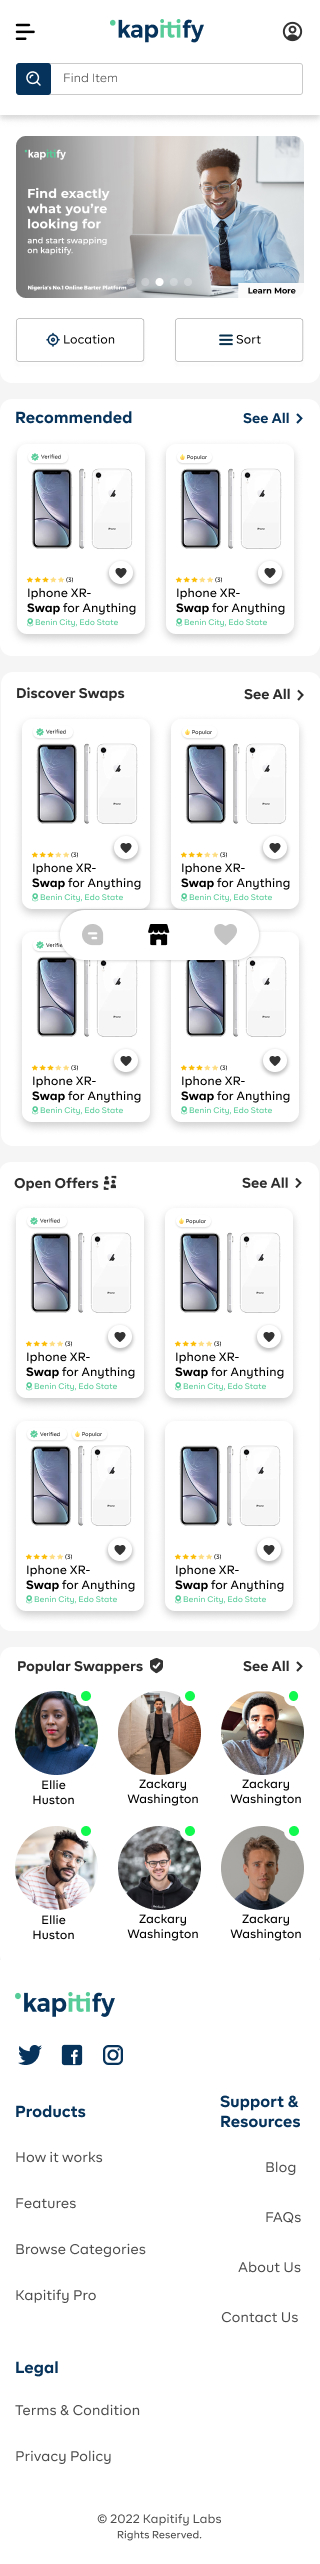 kapitify
Find Item
kapitify
Find exactly
what you're
looking for
and start swapping
on kapitify.
Nigeria's No.1 Online Barter Platform
Learn More
Location
Sort
Recommended
See All
Verified
Popular
(3)
(3)
Iphone XR-
Iphone XR-
Swap for Anything
Swap for Anything
Benin City, Edo State
Benin City, Edo State
Discover Swaps
See All
Verified
Popular
(3)
(3)
Iphone XR-
Iphone XR-
Swap for Anything
Swap for Anything
Benin City, Edo State
Benin City, Edo State
(3)
(3)
Iphone XR-
Iphone XR-
Swap for Anything
Swap for Anything
Benin City, Edo State
Benin City, Edo State
Open Offers
See All
Verified
Popular
(3)
(3)
Iphone XR-
Iphone XR-
Swap for Anything
Swap for Anything
Benin City, Edo State
Benin City, Edo State
Verified
Popular
(3)
(3)
Iphone XR-
Iphone XR-
Swap for Anything
Swap for Anything
Benin City, Edo State
Benin City, Edo State
Popular Swappers
See All
Ellie
Huston
Zackary
Washington
Zackary
Washington
Ellie
Huston
Zackary
Washington
Zackary
Washington
kapitify
Products
How it works
Features
Browse Categories
Kapitify Pro
Support &
Resources
Blog
FAQs
About Us
Contact Us
Legal
Terms & Condition
Privacy Policy
© 2022 Kapitify Labs
Rights Reserved.